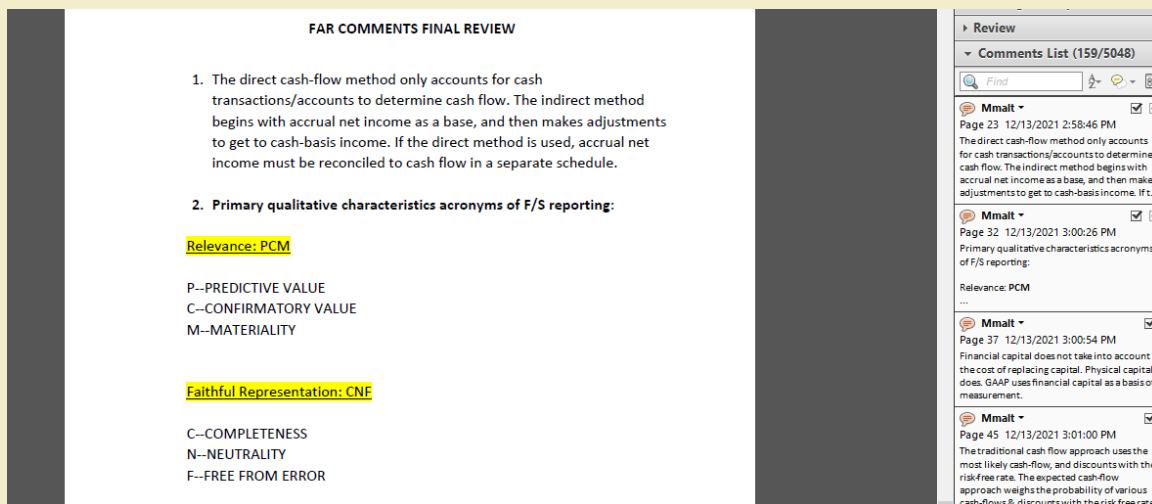 FAR COMMENTS FINAL REVIEW
1. The direct cash-flow method only accounts for cash
transactions/accounts to determine cash flow. The indirect method
begins with accrual net income as a base, and then makes adjustments
to get to cash-basis income. If the direct method is used, accrual net
income must be reconciled to cash flow in a separate schedule.
2. Primary qualitative characteristics acronyms of F/S reporting:
Relevance: PCM
P--PREDICTIVE VALUE
C--CONFIRMATORY VALUE
M--MATERIALITY
Faithful Representation: CNF
C--COMPLETENESS
N--NEUTRALITY
F--FREE FROM ERROR
Review
Comments List (159/5048)
Find
Mmalt
Page 23 12/13/2021 2:58:46 PM
The direct cash-flow method only accounts
for cash transactions/accounts to determine
cash flow. The indirect method begins with
accrual net income as a base, and then make
adjustments to get to cash-basis income. If t...
Mmalt
Page 32 12/13/2021 3:00:26 PM
Primary qualitative characteristics acronyms
of F/S reporting:
Relevance: PCM
...
Mmalt
Page 37 12/13/2021 3:00:54 PM
Financial capital does not take into account
the cost of replacing capital. Physical capital
does. GAAP uses financial capital as a basis o
measurement.
Mmalt
Page 45 12/13/2021 3:01:00 PM
The traditional cash flow approach uses the
most likely cash-flow, and discounts with the
risk-free rate. The expected cash-flow
approach weighs the probability of various
cash-flows & discounts with the risk free rate